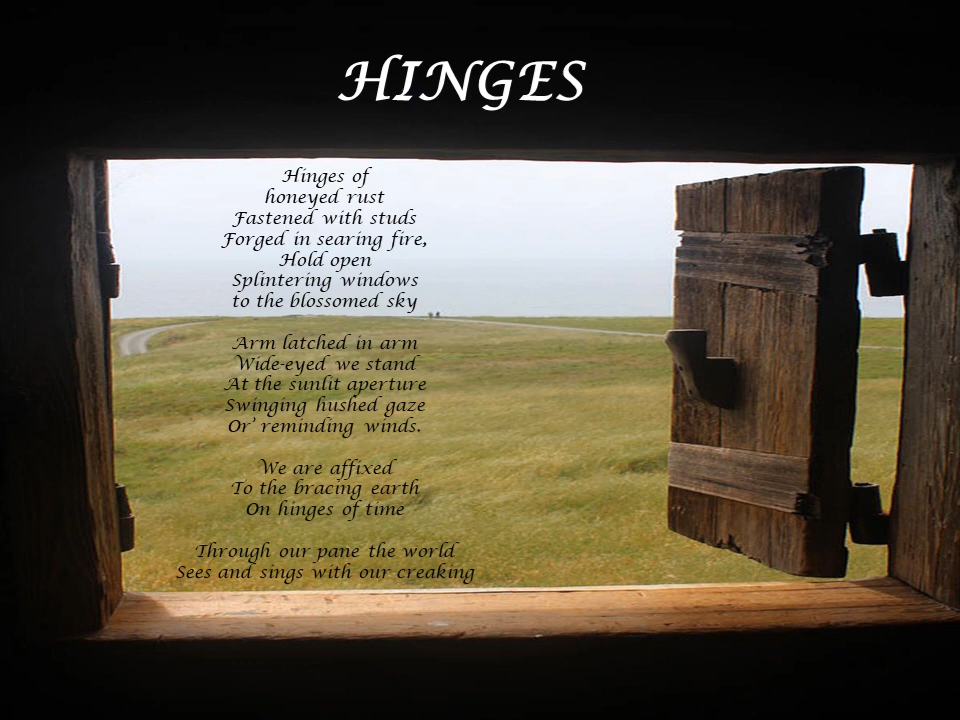 HINGES
Hinges of
honeyed rust
Fastened with studs
Forged in searing fire,
Hold open
Splintering windows
to the blossomed sky
Arm latched in arm
Wide-eyed we stand
At the sunlit aperture
Swinging hushed gaze
Or' reminding winds.
We are affixed
To the bracing earth
On hinges of time
Through our pane the world
Sees and sings with our creaking